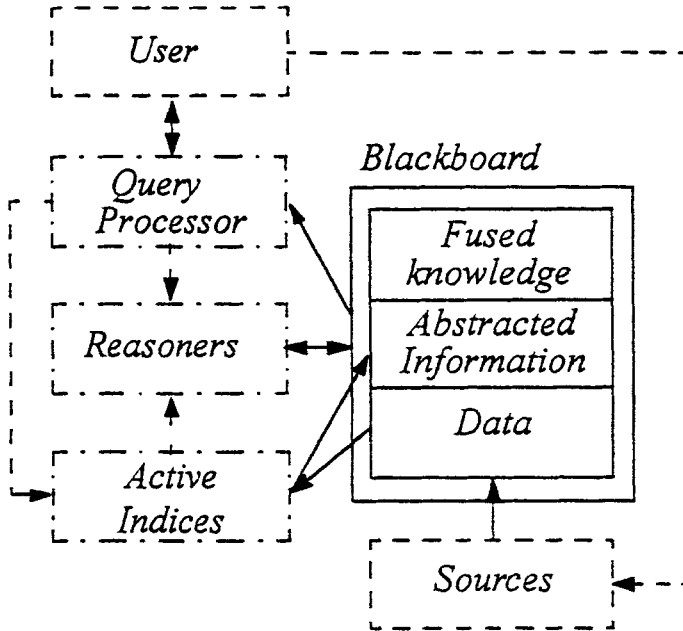 User
Blackboard
Query
Processor
Fused
knowledge
Reasoners
Abstracted
Information
Data
Active
Indices
Sources